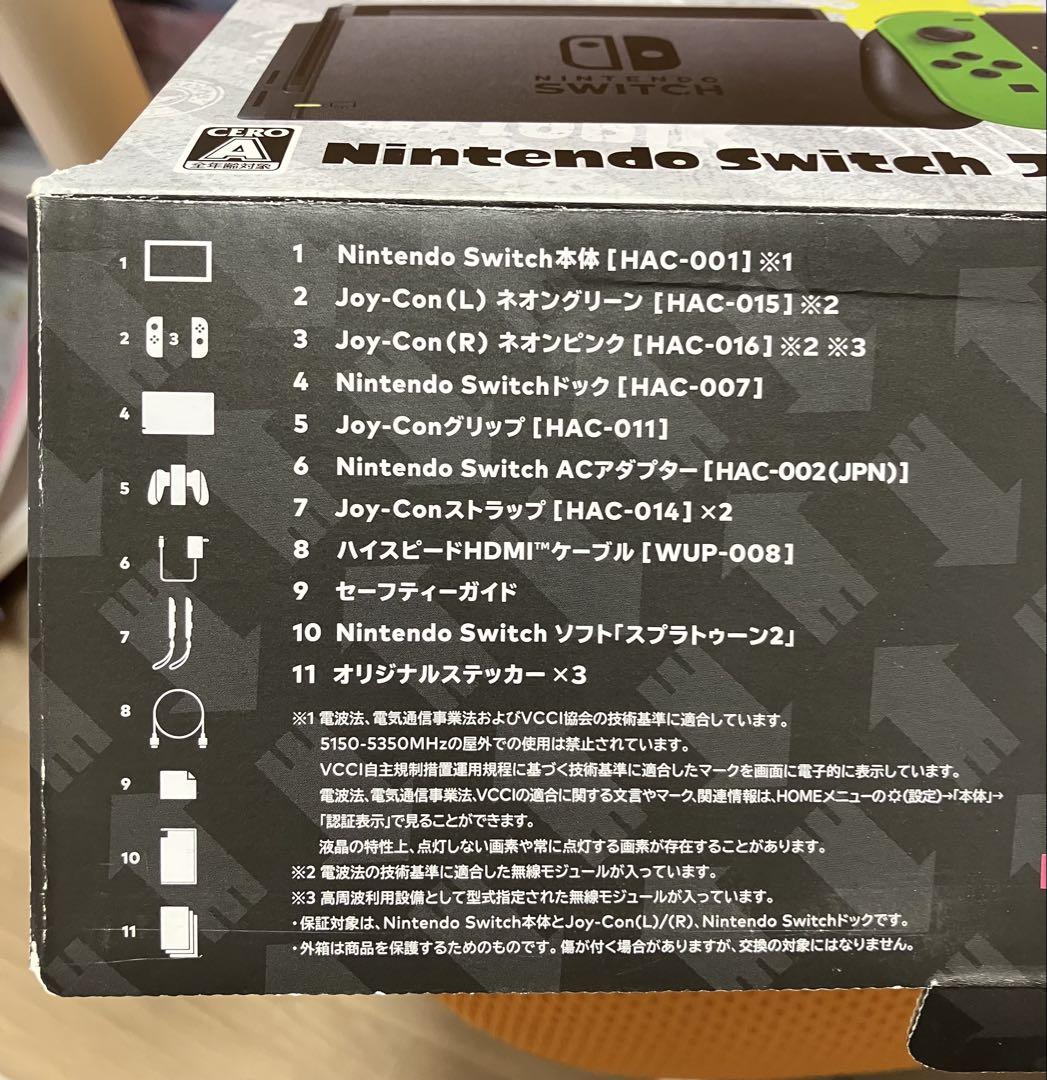 NINTENDO
SWITCH
CERO
A
全年齢対象
Nintendo Switch
1 Nintendo Switch本体[HAC-001]※1
2 Joy-Con(L) ネオングリーン [HAC-015]※2
3 Joy-Con(R) ネオンピンク [HAC-016]※2 ※3
4 Nintendo Switchドック[HAC-007]
5 Joy-Conグリップ[HAC-011]
6 Nintendo Switch ACアダプター[HAC-002(JPN)]
7 Joy-Conストラップ[HAC-014]×2
8 ハイスピードHDMI™ケーブル[WUP-008]
9 セーフティーガイド
10 Nintendo Switch ソフト「スプラトゥーン2」
11 オリジナルステッカー×3
1
2
3
4
5
6
7
8
9
10
11
※1 電波法、電気通信事業法およびVCCI協会の技術基準に適合しています。
5150-5350MHzの屋外での使用は禁止されています。
VCCI自主規制措置運用規程に基づく技術基準に適合したマークを画面に電子的に表示しています。
電波法、電気通信事業法、VCCIの適合に関する文言やマーク、関連情報は、HOMEメニューの(設定)→「本体」→
「認証表示」で見ることができます。
液晶の特性上、点灯しない画素や常に点灯する画素が存在することがあります。
※2 電波法の技術基準に適合した無線モジュールが入っています。
※3 高周波利用設備として型式指定された無線モジュールが入っています。
・保証対象は、Nintendo Switch本体とJoy-Con(L)/(R)、Nintendo Switchドックです。
・外箱は商品を保護するためのものです。傷が付く場合がありますが、交換の対象にはなりません。